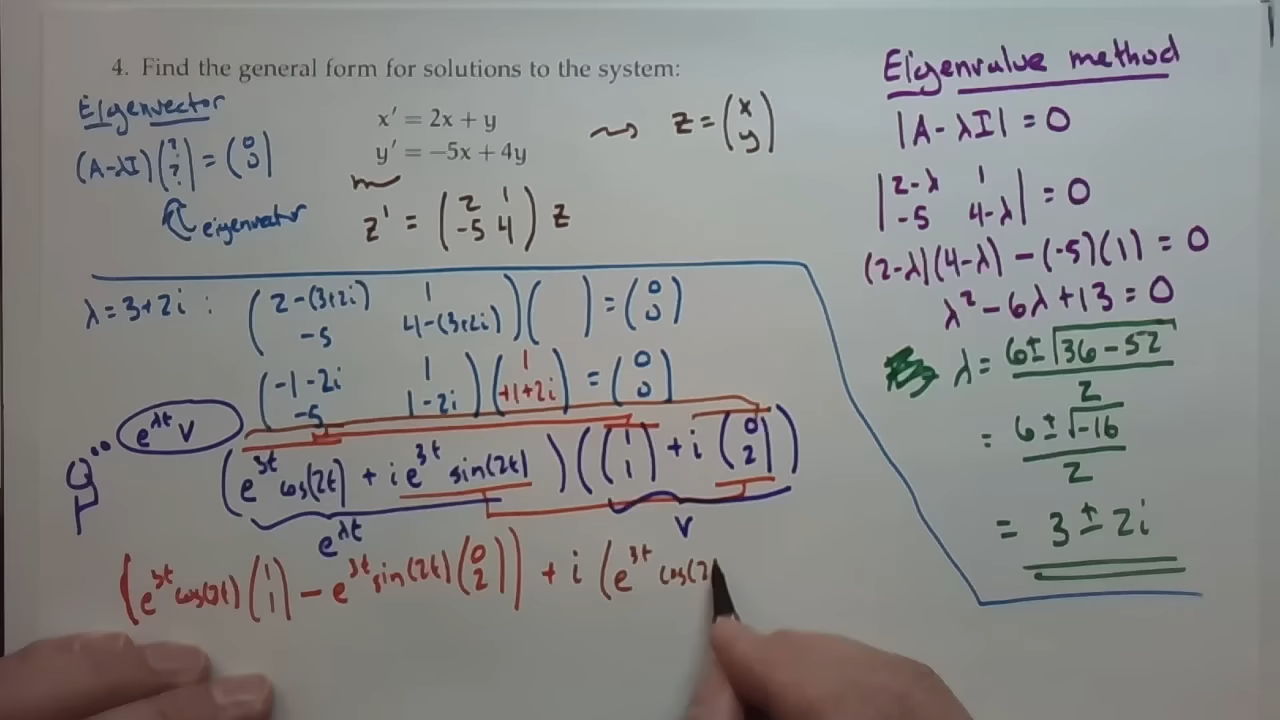 4. Find the general form for solutions to the system:
Eigenvector
(A-λI)(? ?) = (0 0)
eigenvector
x' = 2x + y
y' = −5x + 4y
⇝ z = (x y)
z' = (2 1 -5 4) z
Eigenvalue method
|A - λI| = 0
|2-λ 1 -5 4-λ| = 0
(2-λ)(4-λ) - (-5)(1) = 0
λ² - 6λ + 13 = 0
λ = 6±√36-52 / 2
= 6±√-16 / 2
= 3 ± 2i
λ = 3+2i : (2-(3+2i) 1 -5 4-(3+2i)) ( ) = (0 0)
(-1-2i 1 -5 1-2i) (1 +1+2i) = (0 0)
e^λt v
(e^3t cos(2t) + i e^3t sin(2t)) ((1 1) + i (0 2))
e^λt
v
(e^3t cos(2t) (1 1) - e^3t sin(2t) (0 2)) + i (e^3t cos(2